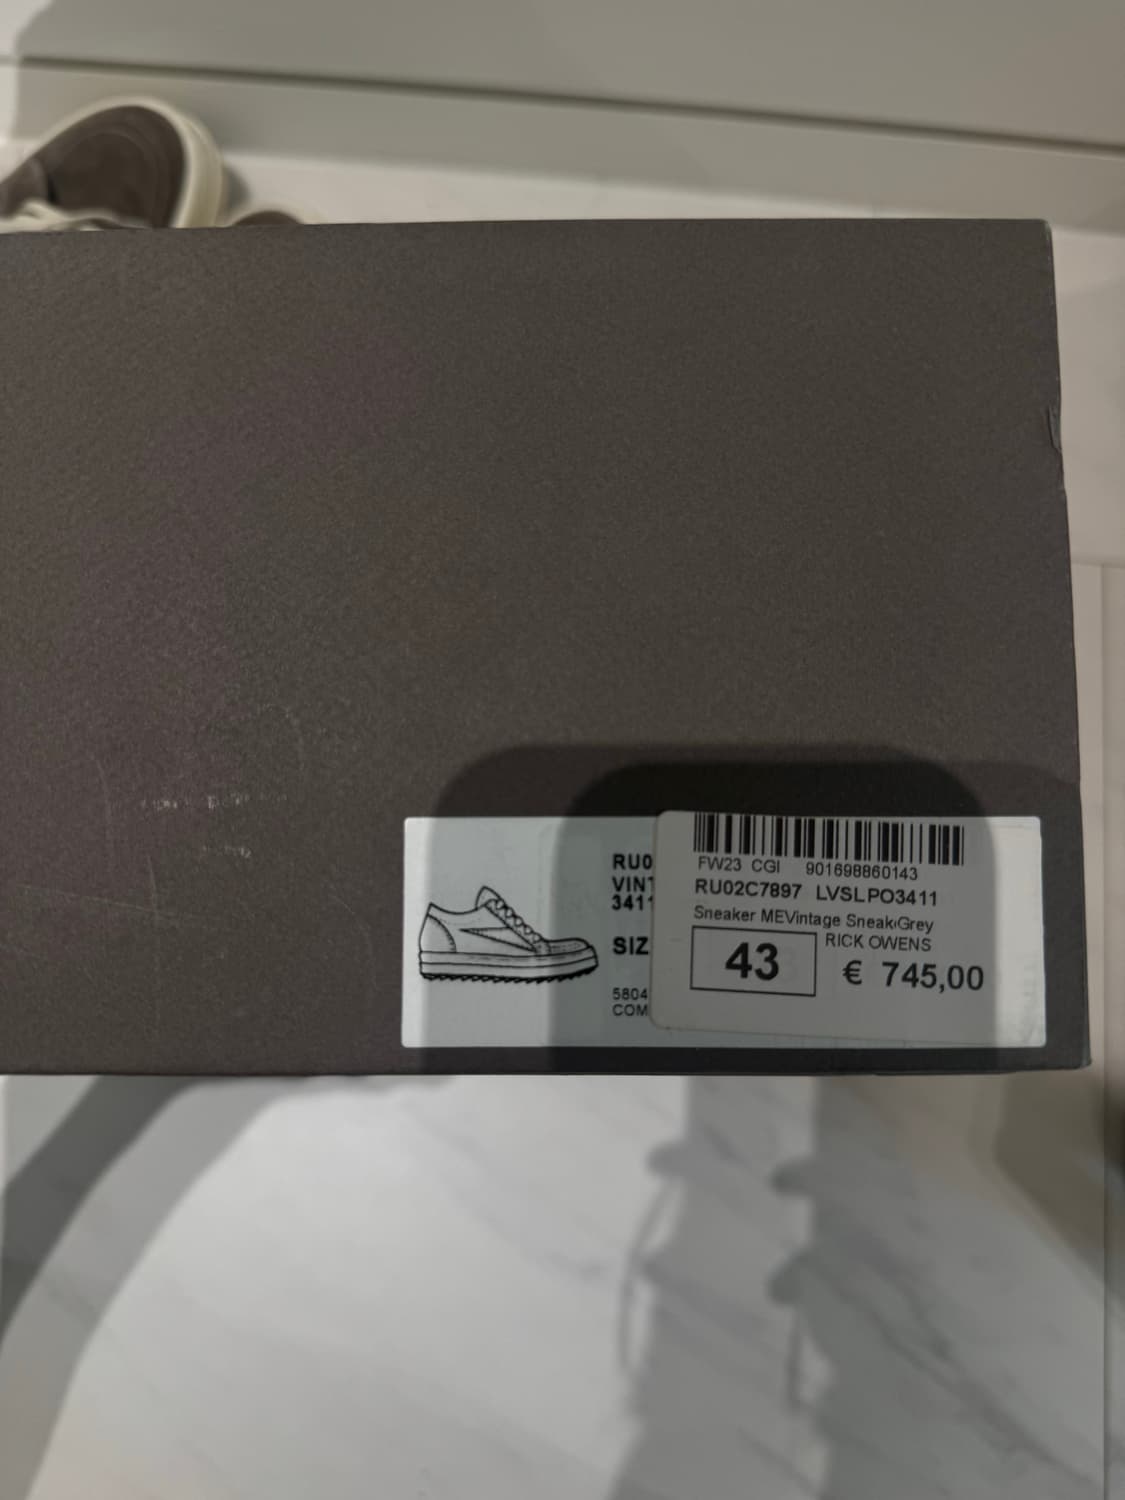 RU0
VINT
3411
SIZ
5804
COM
FW23 CGI 901698860143
RU02C7897 LVSLPO3411
Sneaker MEVintage Sneak Grey
43
RICK OWENS
€ 745,00